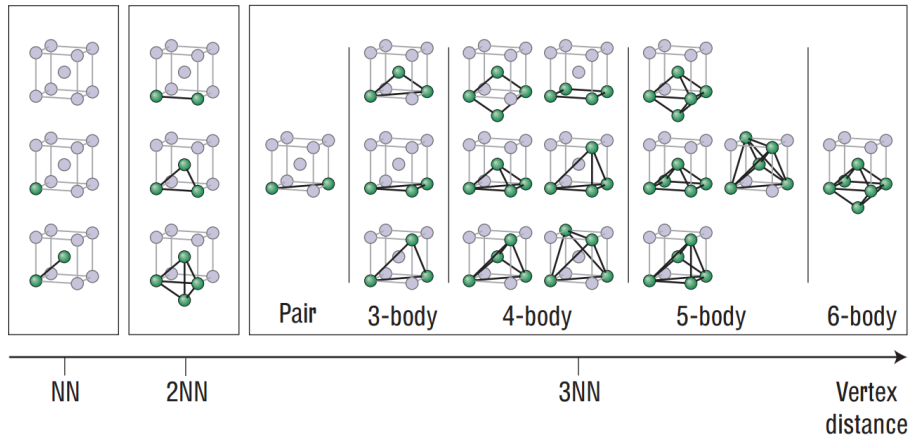 Pair
3-body
4-body
5-body
6-body
NN
2NN
3NN
Vertex
distance